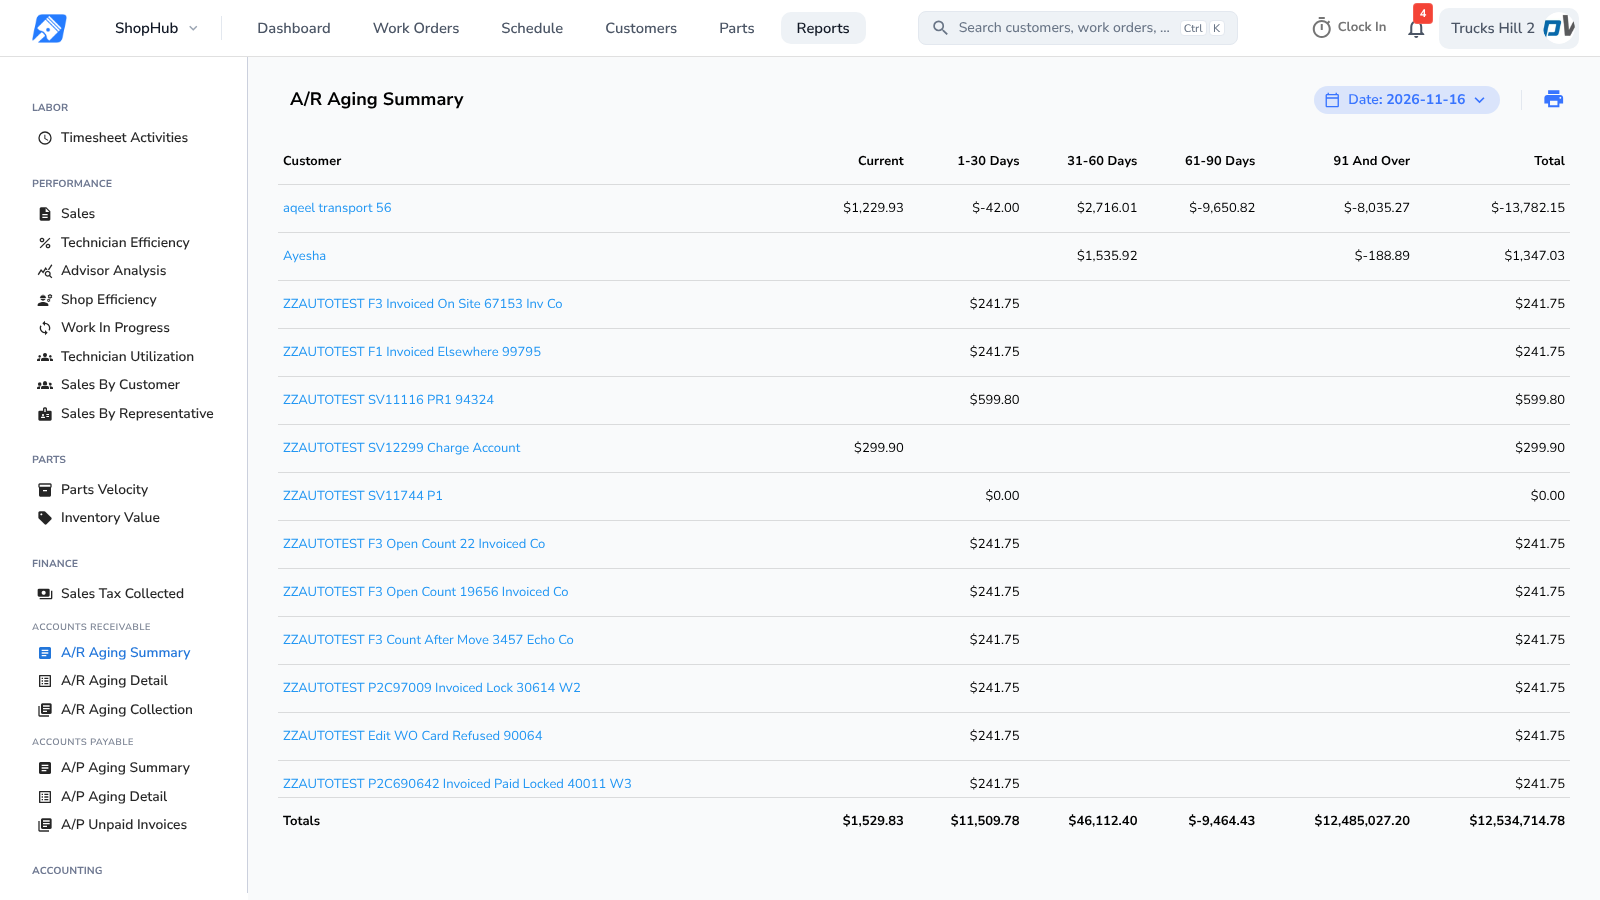 ShopHub
Dashboard
Work Orders
Schedule
Customers
Parts
Reports
Search customers, work orders, ...
Ctrl K
Clock In
4
Trucks Hill 2
LABOR
Timesheet Activities
PERFORMANCE
Sales
Technician Efficiency
Advisor Analysis
Shop Efficiency
Work In Progress
Technician Utilization
Sales By Customer
Sales By Representative
PARTS
Parts Velocity
Inventory Value
FINANCE
Sales Tax Collected
ACCOUNTS RECEIVABLE
A/R Aging Summary
A/R Aging Detail
A/R Aging Collection
ACCOUNTS PAYABLE
A/P Aging Summary
A/P Aging Detail
A/P Unpaid Invoices
ACCOUNTING
A/R Aging Summary
Date: 2026-11-16
Customer Current 1-30 Days 31-60 Days 61-90 Days 91 And Over Total
aqeel transport 56 $1,229.93 $-42.00 $2,716.01 $-9,650.82 $-8,035.27 $-13,782.15
Ayesha $1,535.92 $-188.89 $1,347.03
ZZAUTOTEST F3 Invoiced On Site 67153 Inv Co $241.75 $241.75
ZZAUTOTEST F1 Invoiced Elsewhere 99795 $241.75 $241.75
ZZAUTOTEST SV11116 PR1 94324 $599.80 $599.80
ZZAUTOTEST SV12299 Charge Account $299.90 $299.90
ZZAUTOTEST SV11744 P1 $0.00 $0.00
ZZAUTOTEST F3 Open Count 22 Invoiced Co $241.75 $241.75
ZZAUTOTEST F3 Open Count 19656 Invoiced Co $241.75 $241.75
ZZAUTOTEST F3 Count After Move 3457 Echo Co $241.75 $241.75
ZZAUTOTEST P2C97009 Invoiced Lock 30614 W2 $241.75 $241.75
ZZAUTOTEST Edit WO Card Refused 90064 $241.75 $241.75
ZZAUTOTEST P2C690642 Invoiced Paid Locked 40011 W3 $241.75 $241.75
Totals $1,529.83 $11,509.78 $46,112.40 $-9,464.43 $12,485,027.20 $12,534,714.78